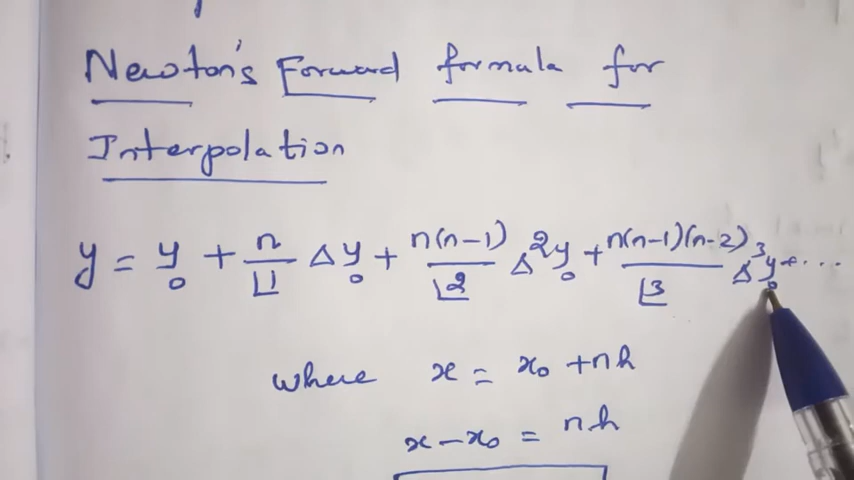 Newton's Forward formula for
Interpolation
y = y₀ + n/⌊1 Δy₀ + n(n-1)/⌊2 Δ²y₀ + n(n-1)(n-2)/⌊3 Δ³y₀+...
where x = x₀ + nh
x - x₀ = nh